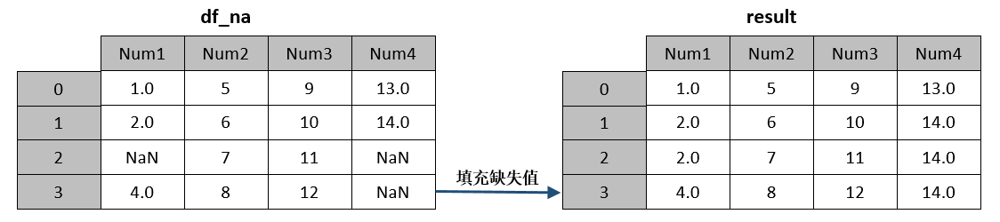 df_na
Num1 Num2 Num3 Num4
0 1.0 5 9 13.0
1 2.0 6 10 14.0
2 NaN 7 11 NaN
3 4.0 8 12 NaN
填充缺失值
result
Num1 Num2 Num3 Num4
0 1.0 5 9 13.0
1 2.0 6 10 14.0
2 2.0 7 11 14.0
3 4.0 8 12 14.0